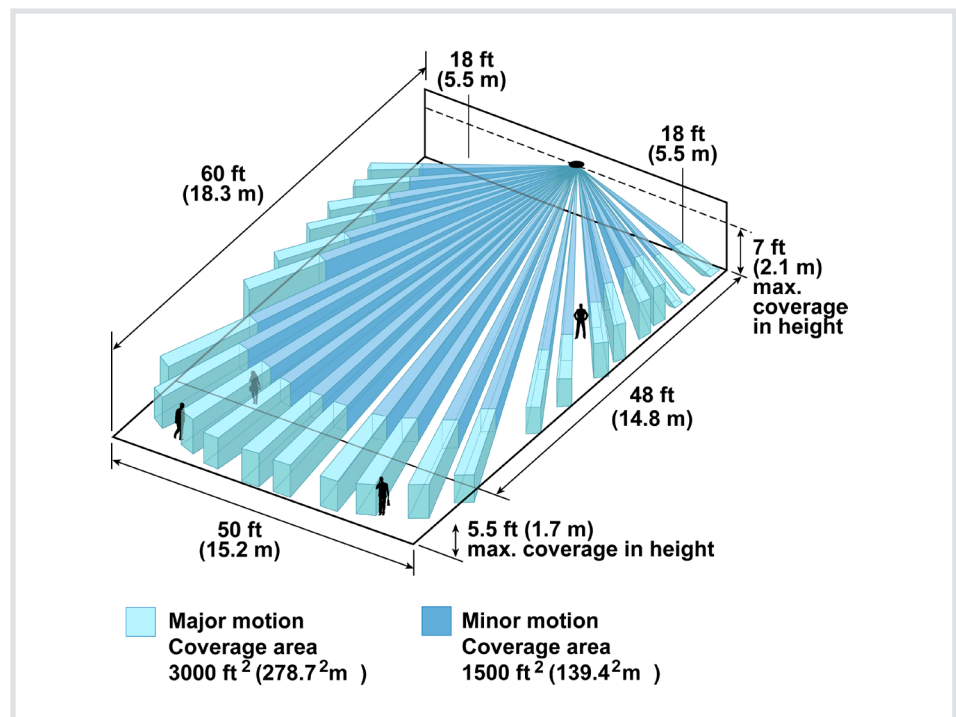 18 ft
(5.5 m)
18 ft
(5.5 m)
60 ft
(18.3 m)
7 ft
(2.1 m)
max.
coverage
in height
48 ft
(14.8 m)
50 ft
(15.2 m)
5.5 ft (1.7 m)
max. coverage in height
Major motion
Coverage area
3000 ft² (278.7²m )
Minor motion
Coverage area
1500 ft² (139.4²m )